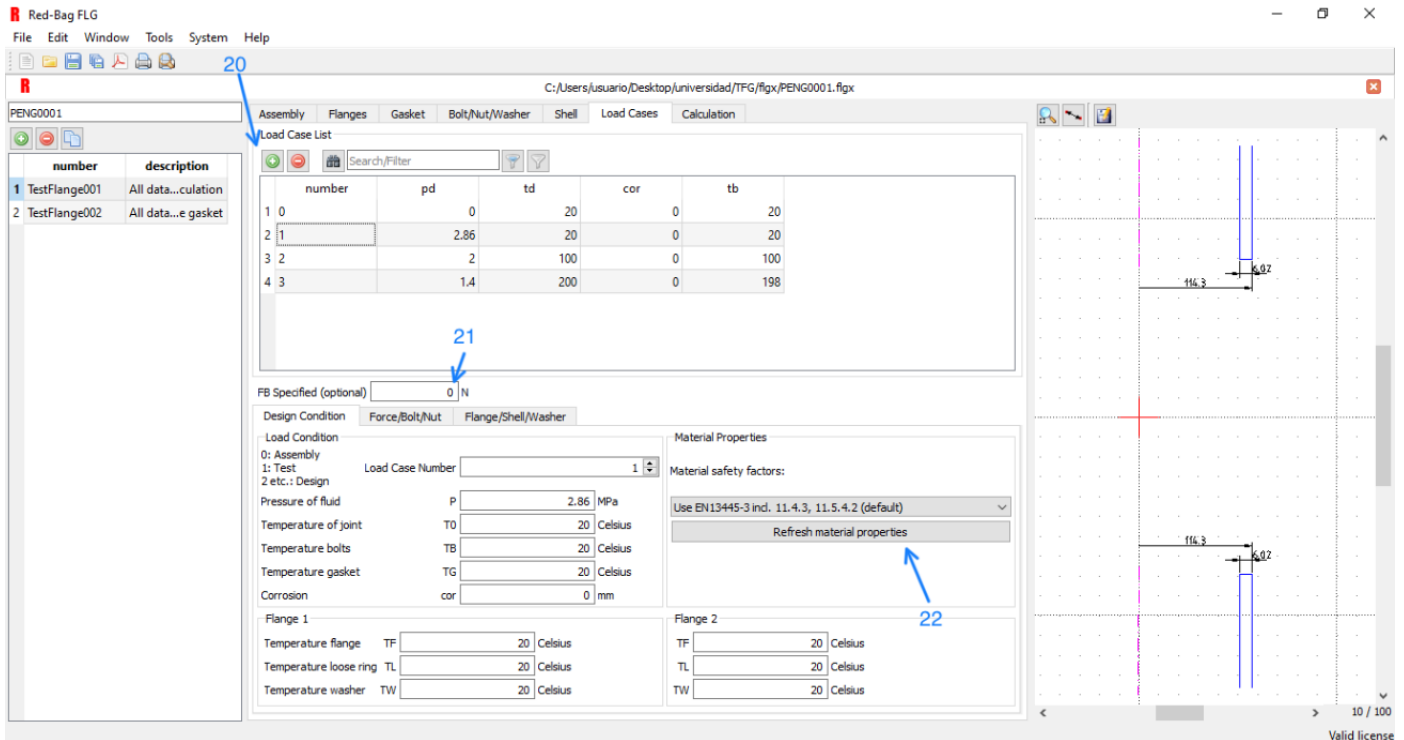 R Red-Bag FLG
File Edit Window Tools System Help
20
R C:/Users/usuario/Desktop/universidad/TFG/flgx/PENG0001.flgx
PENG0001
Assembly Flanges Gasket Bolt/Nut/Washer Shell Load Cases Calculation
Load Case List
Search/Filter
number description
1 TestFlange001 All data...culation
2 TestFlange002 All data...e gasket
number pd td cor tb
1 0 0 20 0 20
2 1 2.86 20 0 20
3 2 2 100 0 100
4 3 1.4 200 0 198
6.02
114.3
21
FB Specified (optional) 0 N
Design Condition Force/Bolt/Nut Flange/Shell/Washer
Load Condition
0: Assembly
1: Test
2 etc.: Design
Load Case Number 1
Pressure of fluid P 2.86 MPa
Temperature of joint T0 20 Celsius
Temperature bolts TB 20 Celsius
Temperature gasket TG 20 Celsius
Corrosion cor 0 mm
Material Properties
Material safety factors:
Use EN13445-3 incl. 11.4.3, 11.5.4.2 (default)
Refresh material properties
22
114.3
6.02
Flange 1
Temperature flange TF 20 Celsius
Temperature loose ring TL 20 Celsius
Temperature washer TW 20 Celsius
Flange 2
TF 20 Celsius
TL 20 Celsius
TW 20 Celsius
10 / 100
Valid license